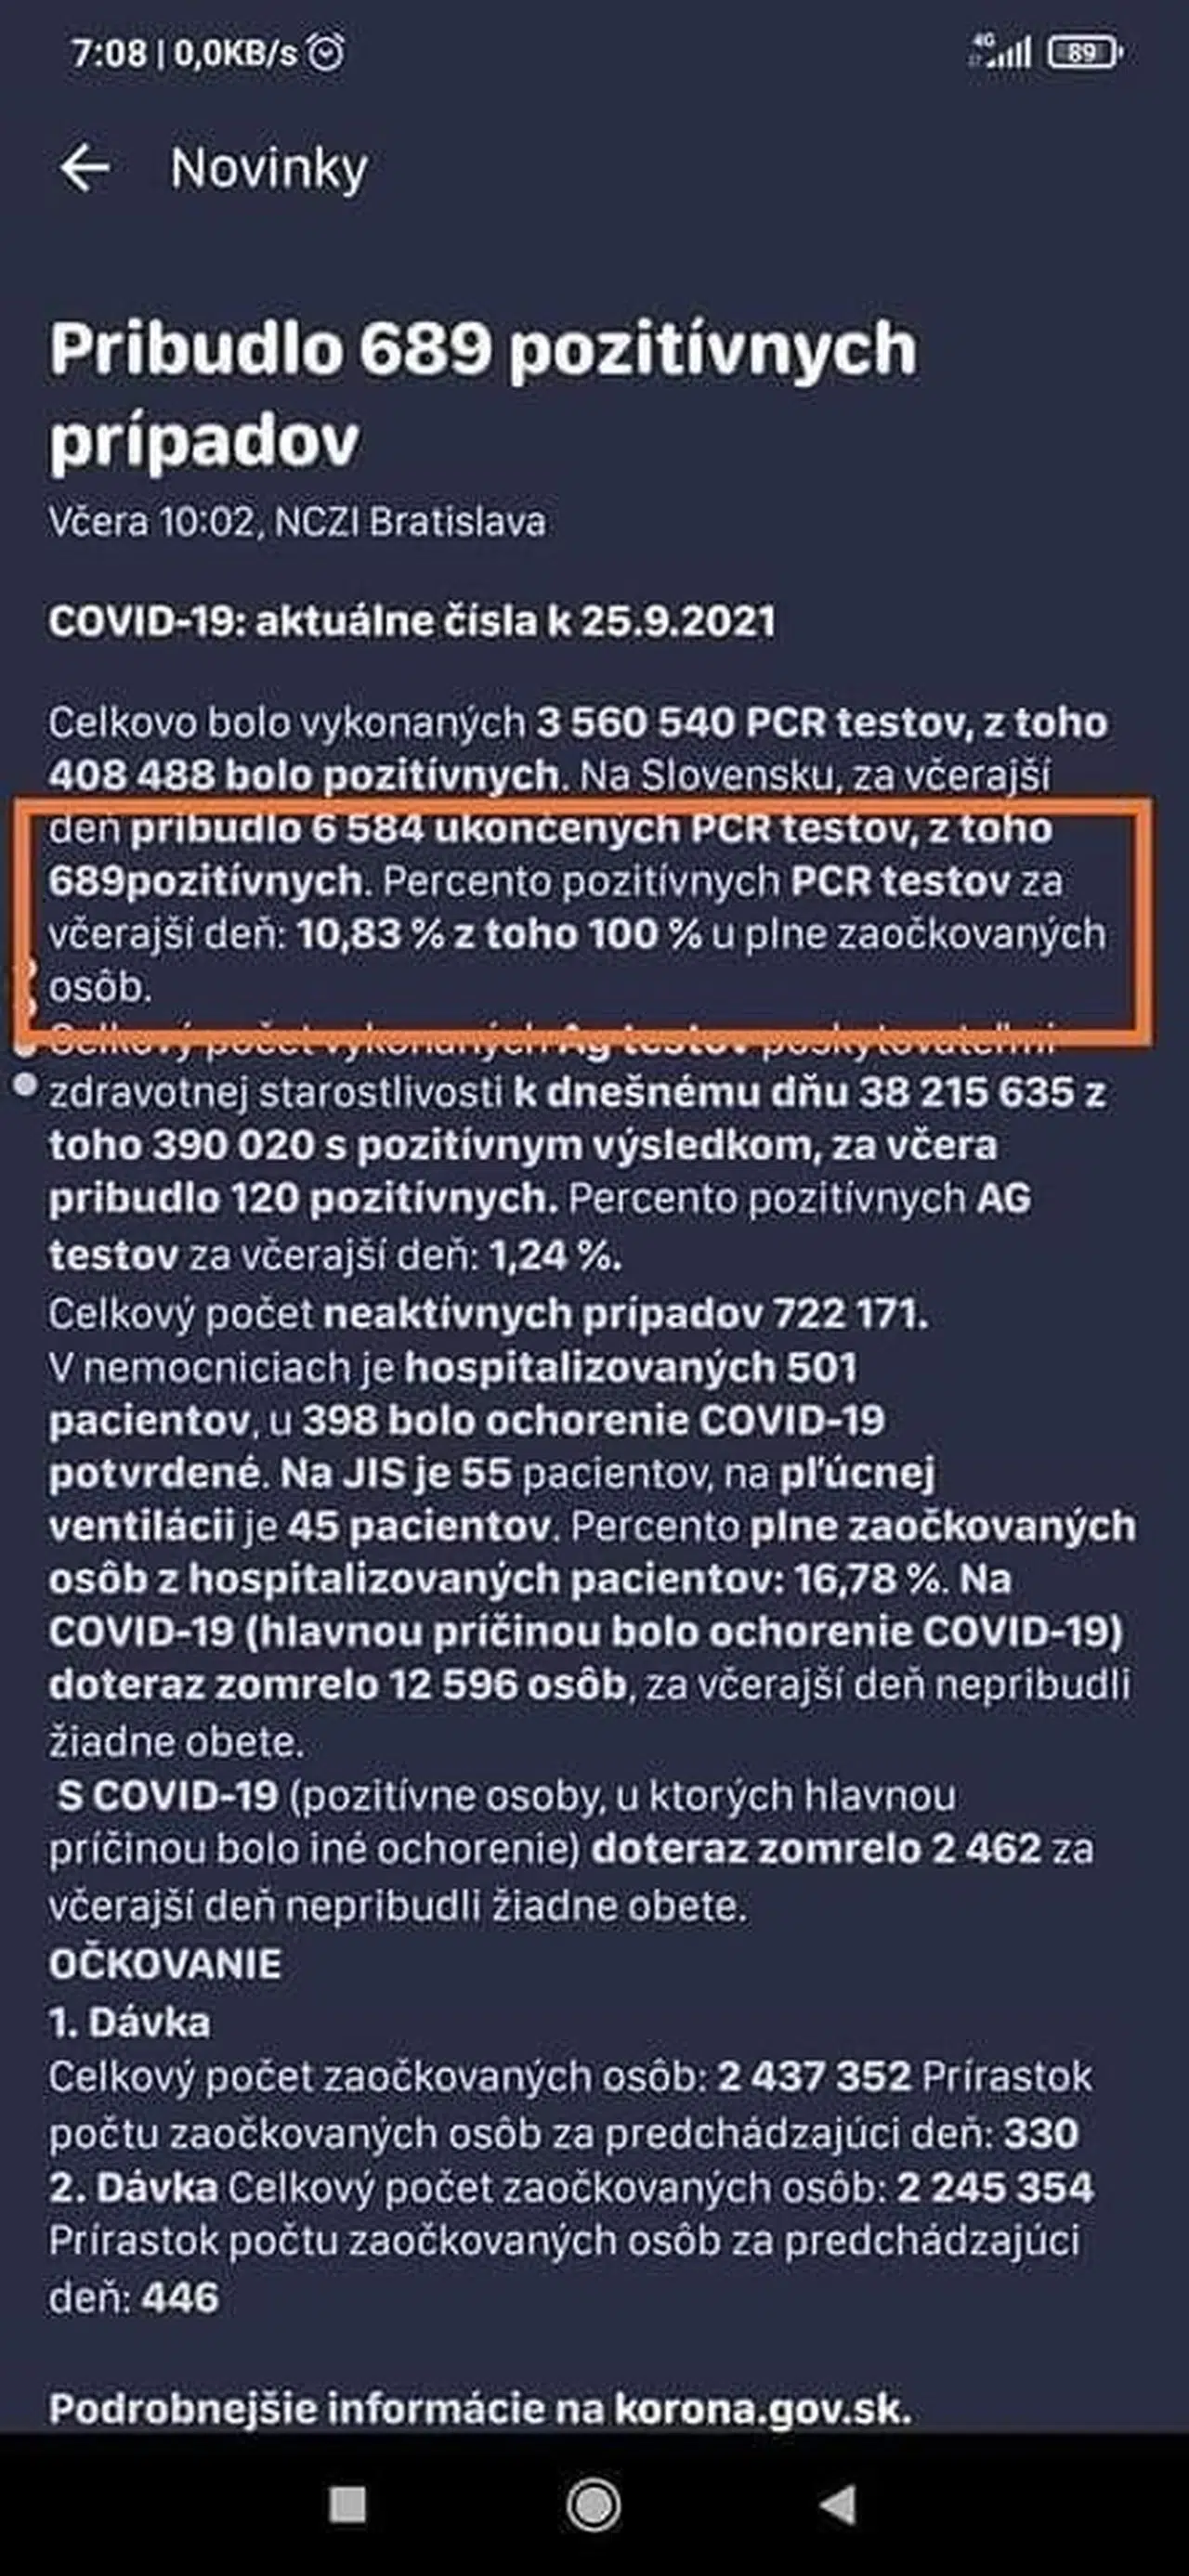 7:08 | 0,0KB/s
4G
89
Novinky
Pribudlo 689 pozitívnych
prípadov
Včera 10:02, NCZI Bratislava
COVID-19: aktuálne čísla k 25.9.2021
Celkovo bolo vykonaných 3 560 540 PCR testov, z toho
408 488 bolo pozitívnych. Na Slovensku, za včerajší
deň pribudlo 6 584 ukončených PCR testov, z toho
689pozitívnych. Percento pozitívnych PCR testov za
včerajší deň: 10,83 % z toho 100 % u plne zaočkovaných
osôb.
Celkový počet vykonaných Ag testov poskytovateľmi
zdravotnej starostlivosti k dnešnému dňu 38 215 635 z
toho 390 020 s pozitívnym výsledkom, za včera
pribudlo 120 pozitívnych. Percento pozitívnych AG
testov za včerajší deň: 1,24 %.
Celkový počet neaktívnych prípadov 722 171.
V nemocniciach je hospitalizovaných 501
pacientov, u 398 bolo ochorenie COVID-19
potvrdené. Na JIS je 55 pacientov, na pľúcnej
ventilácii je 45 pacientov. Percento plne zaočkovaných
osôb z hospitalizovaných pacientov: 16,78 %. Na
COVID-19 (hlavnou príčinou bolo ochorenie COVID-19)
doteraz zomrelo 12 596 osôb, za včerajší deň nepribudli
žiadne obete.
S COVID-19 (pozitívne osoby, u ktorých hlavnou
príčinou bolo iné ochorenie) doteraz zomrelo 2 462 za
včerajší deň nepribudli žiadne obete.
OČKOVANIE
1. Dávka
Celkový počet zaočkovaných osôb: 2 437 352 Prírastok
počtu zaočkovaných osôb za predchádzajúci deň: 330
2. Dávka Celkový počet zaočkovaných osôb: 2 245 354
Prírastok počtu zaočkovaných osôb za predchádzajúci
deň: 446
Podrobnejšie informácie na korona.gov.sk.